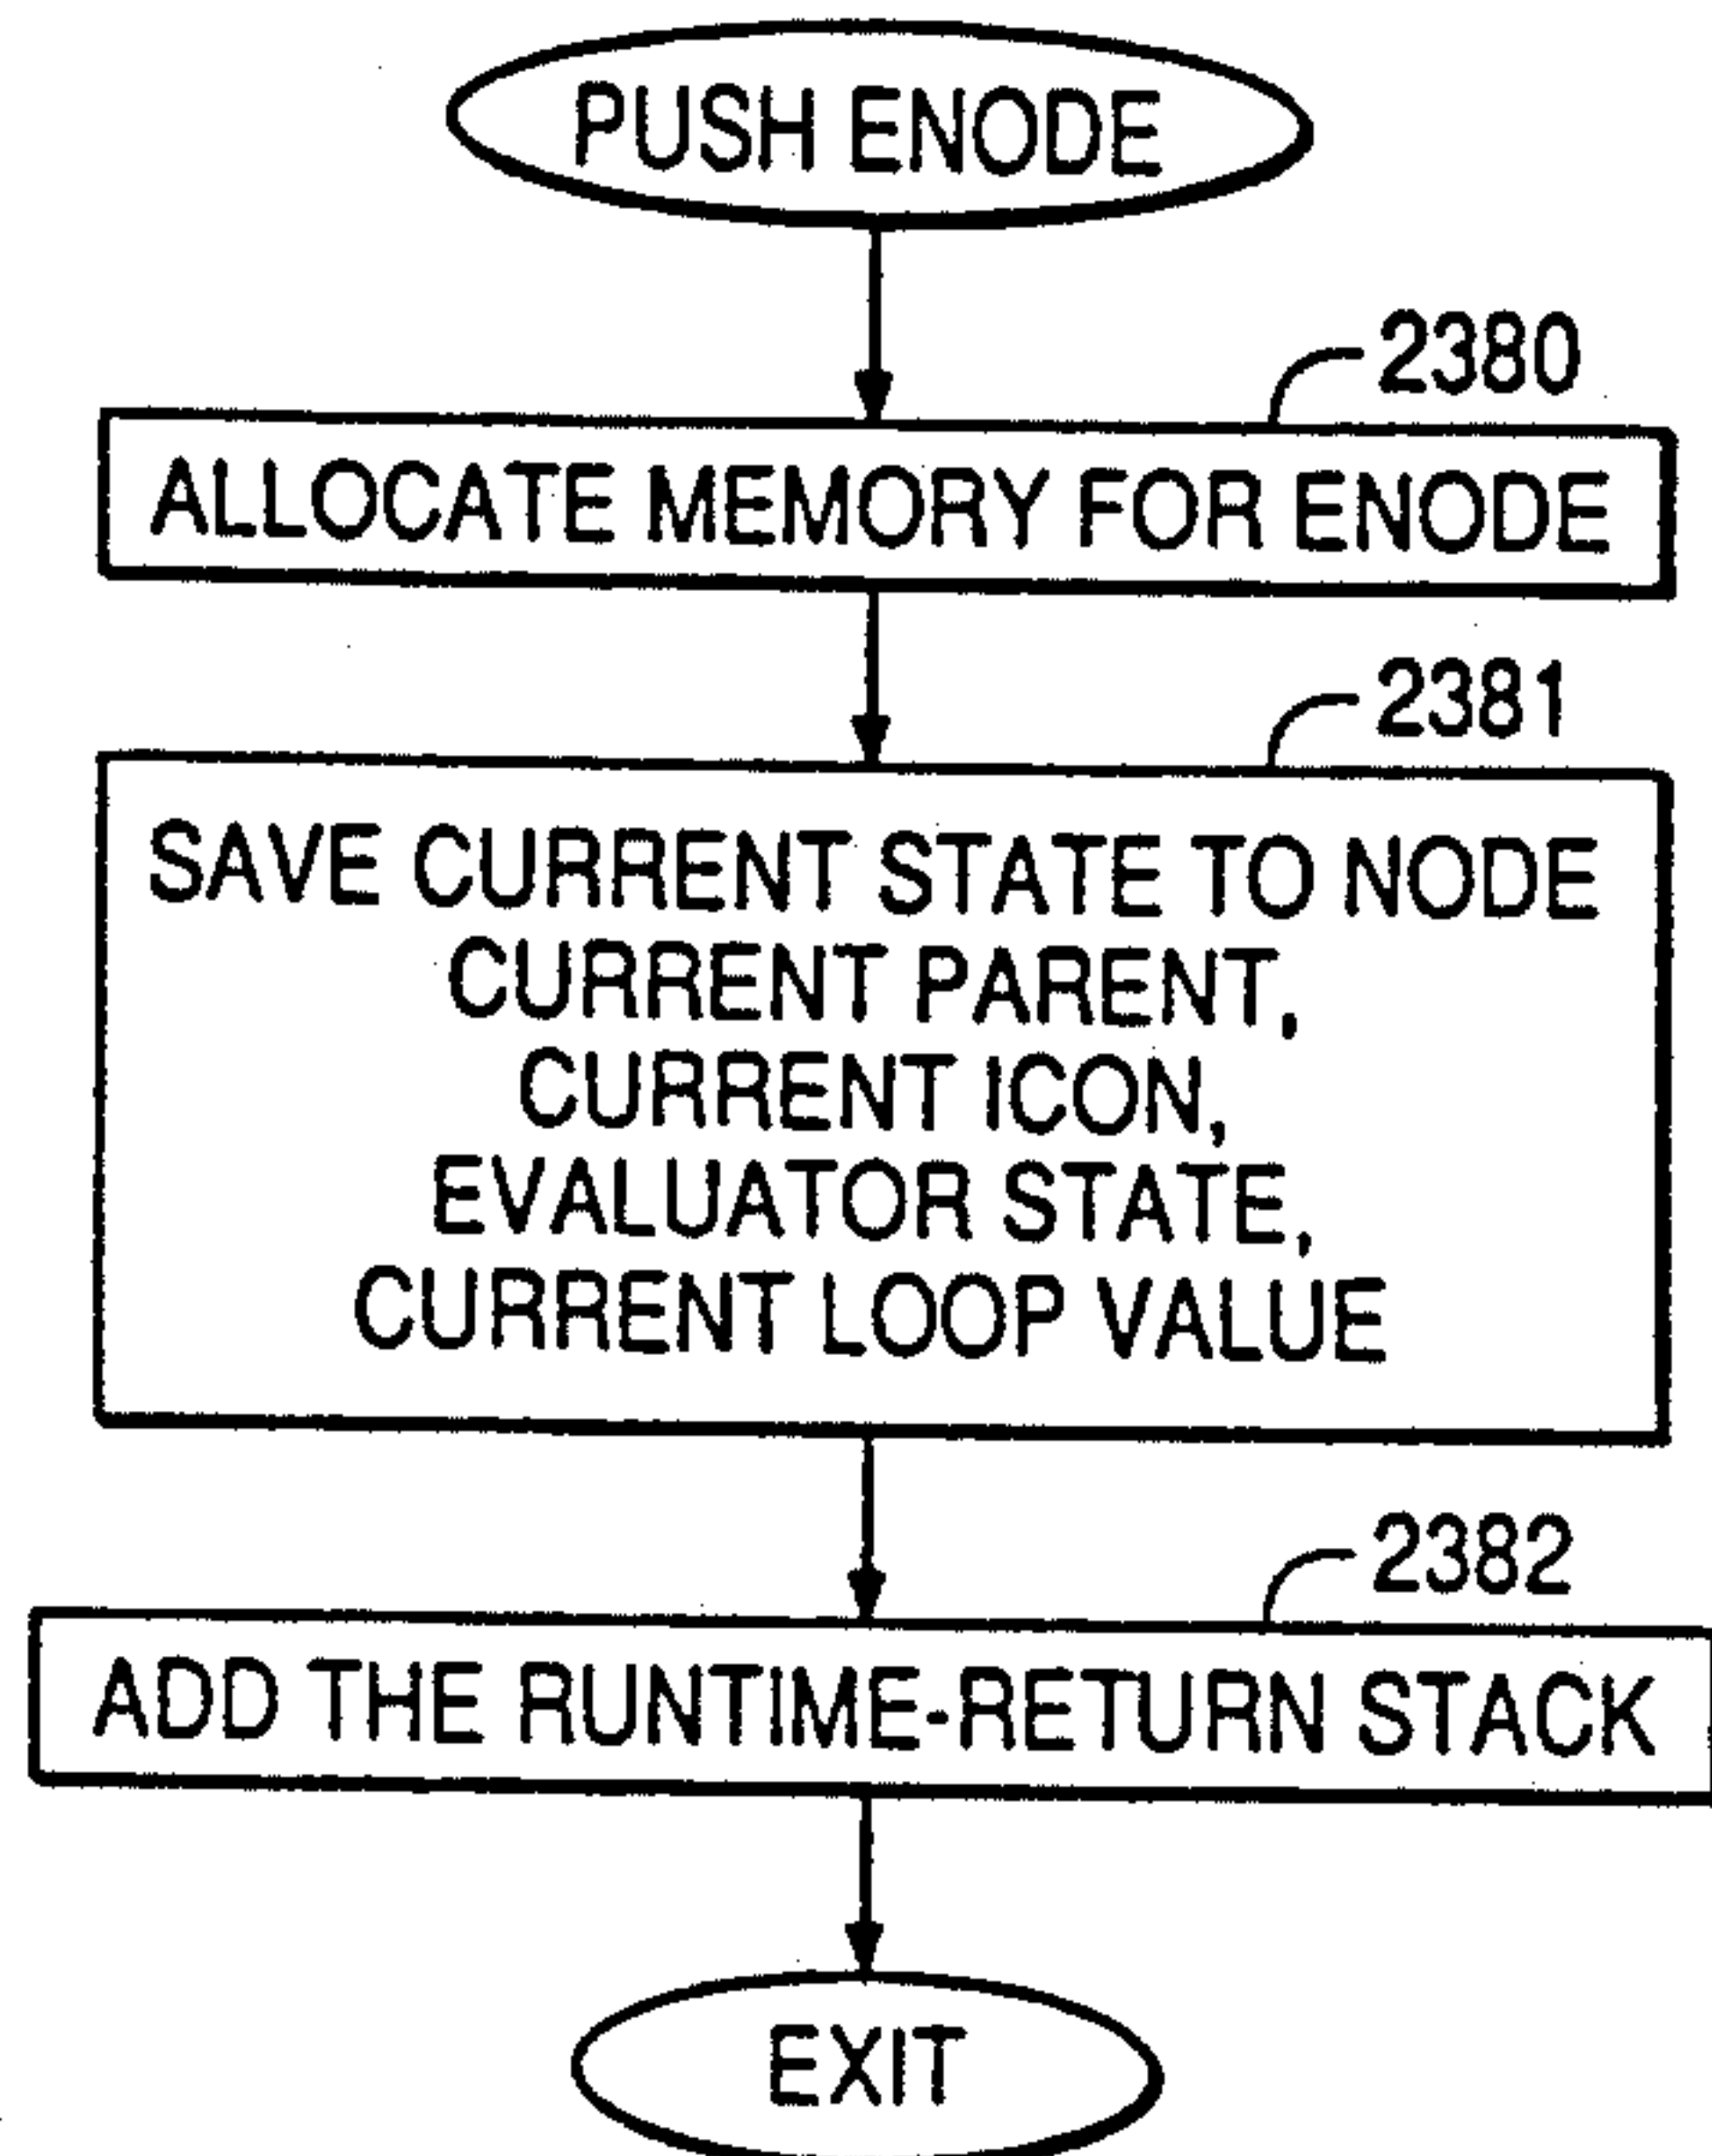 PUSH ENODE
2380
ALLOCATE MEMORY FOR ENODE
2381
SAVE CURRENT STATE TO NODE
CURRENT PARENT,
CURRENT ICON,
EVALUATOR STATE,
CURRENT LOOP VALUE
2382
ADD THE RUNTIME-RETURN STACK
EXIT